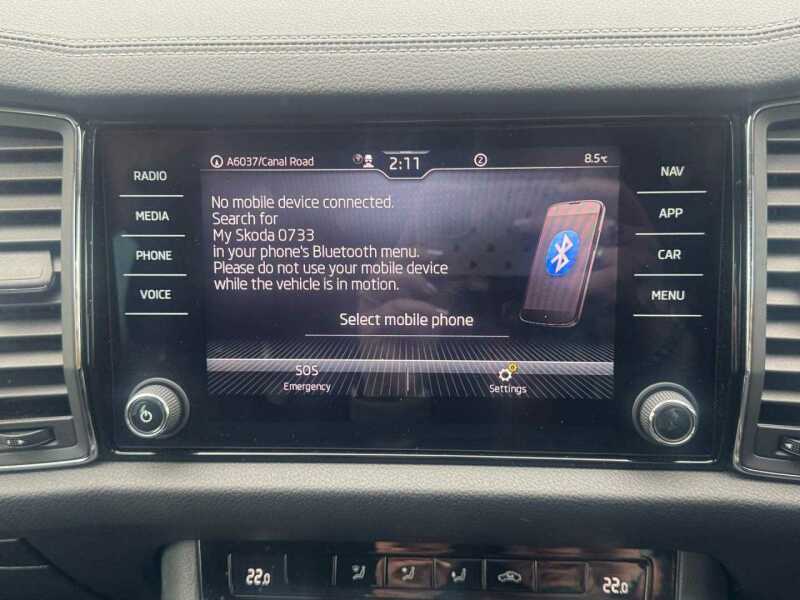 A6037/Canal Road 2:11 2 8.5℃
RADIO
MEDIA
PHONE
VOICE
No mobile device connected.
Search for
My Skoda 0733
in your phone's Bluetooth menu.
Please do not use your mobile device
while the vehicle is in motion.
Select mobile phone
SOS
Emergency
Settings
NAV
APP
CAR
MENU
22.0 22.0